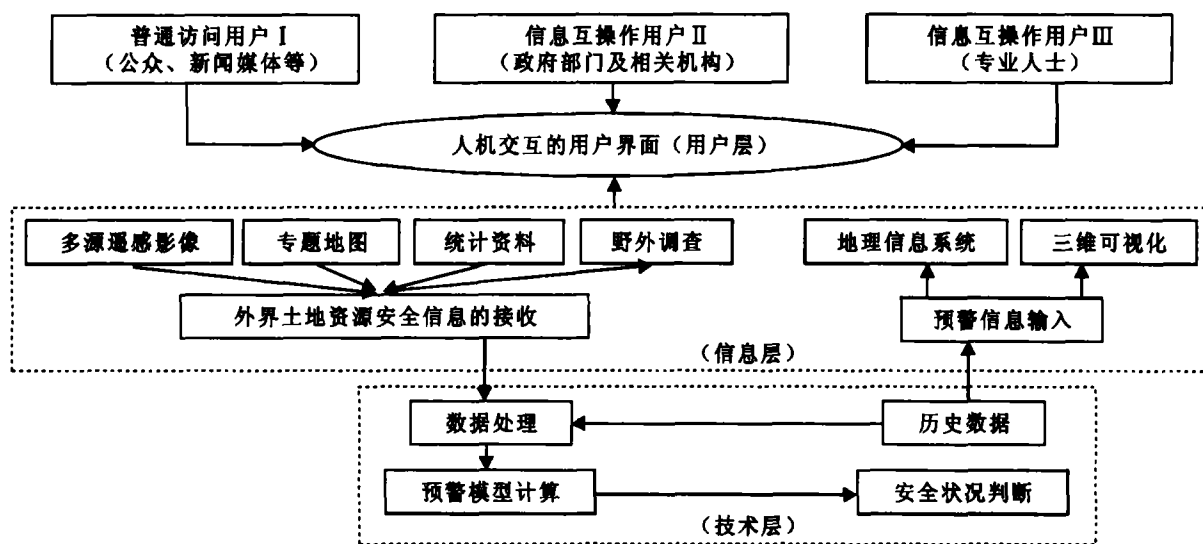 普通访问用户Ⅰ
（公众、新闻媒体等）
信息互操作用户Ⅱ
（政府部门及相关机构）
信息互操作用户Ⅲ
（专业人士）
人机交互的用户界面（用户层）
多源遥感影像
专题地图
统计资料
野外调查
地理信息系统
三维可视化
外界土地资源安全信息的接收
预警信息输入
（信息层）
数据处理
历史数据
预警模型计算
安全状况判断
（技术层）